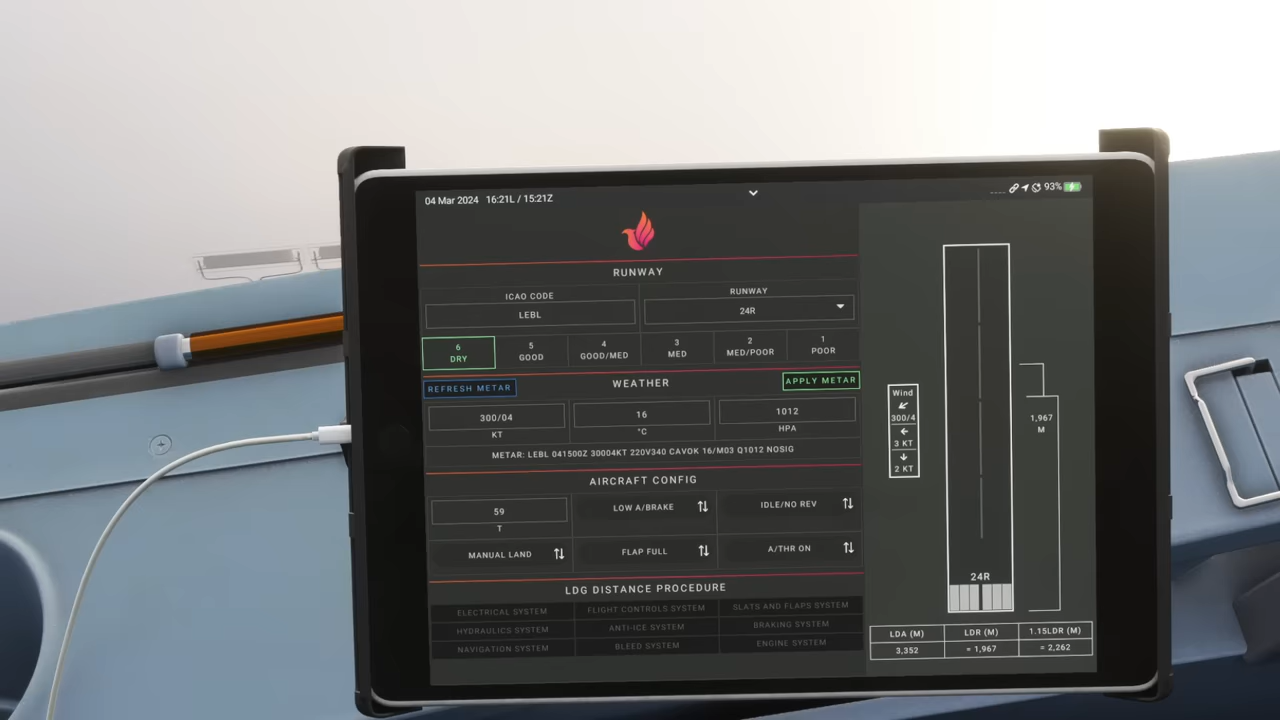 04 Mar 2024 16:21L / 15:21Z
93%
RUNWAY
ICAO CODE
RUNWAY
LEBL
24R
6 DRY
5 GOOD
4 GOOD/MED
3 MED
2 MED/POOR
1 POOR
REFRESH METAR
WEATHER
APPLY METAR
300/04
16
1012
KT
°C
HPA
METAR: LEBL 041500Z 30004KT 220V340 CAVOK 16/M03 Q1012 NOSIG
AIRCRAFT CONFIG
59
T
LOW A/BRAKE
IDLE/NO REV
MANUAL LAND
FLAP FULL
A/THR ON
LDG DISTANCE PROCEDURE
ELECTRICAL SYSTEM
FLIGHT CONTROLS SYSTEM
SLATS AND FLAPS SYSTEM
HYDRAULICS SYSTEM
ANTI-ICE SYSTEM
BRAKING SYSTEM
NAVIGATION SYSTEM
BLEED SYSTEM
ENGINE SYSTEM
Wind
300/4
3 KT
2 KT
1,967
M
24R
LDA (M)
LDR (M)
1.15LDR (M)
3,352
= 1,967
= 2,262